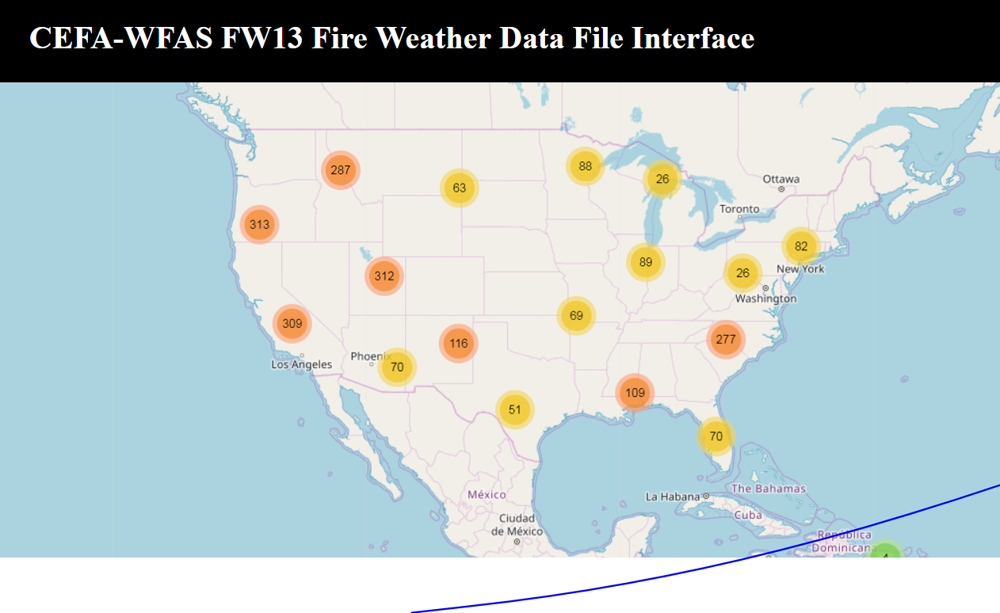 CEFA-WFAS FW13 Fire Weather Data File Interface
287
88
63
26
Ottawa
Toronto
313
82
89
New York
26
312
Washington
69
309
277
116
Phoenix
70
Los Angeles
109
51
70
The Bahamas
México
La Habana
Cuba
Ciudad
de México
República
Dominicana